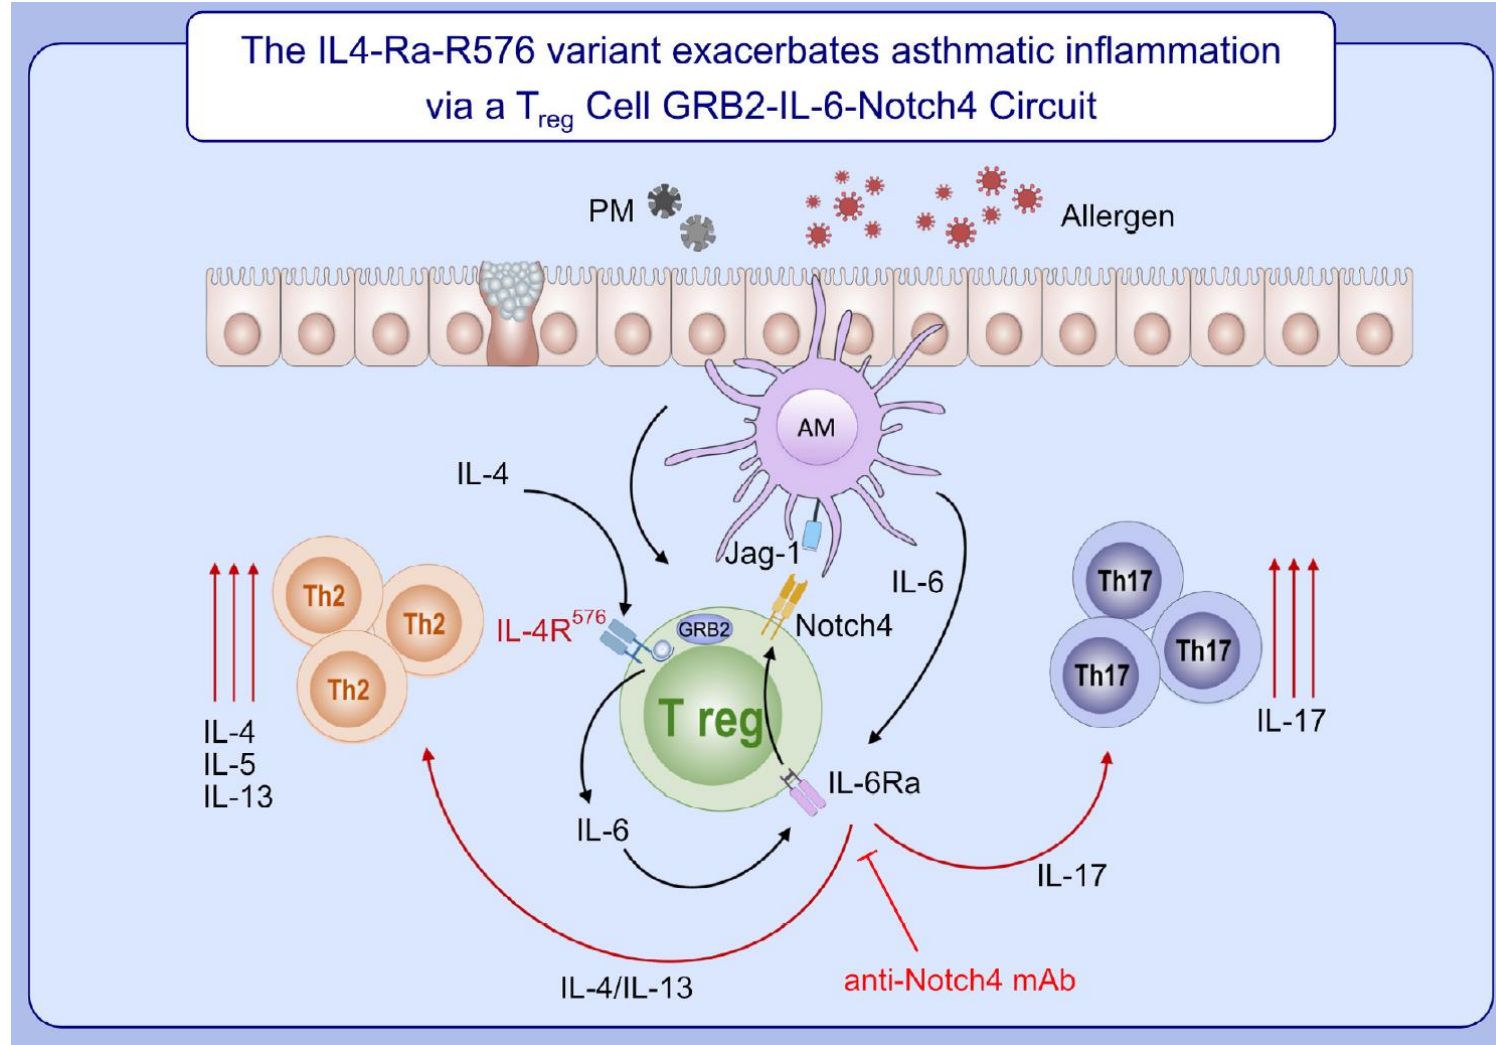 The IL4-Ra-R576 variant exacerbates asthmatic inflammation
via a Treg Cell GRB2-IL-6-Notch4 Circuit
PM
Allergen
AM
IL-4
Jag-1
IL-6
Th2
Th2
Th2
IL-4R576
GRB2
Notch4
Th17
Th17
Th17
T reg
IL-4
IL-5
IL-13
IL-17
IL-6Ra
IL-6
IL-17
IL-4/IL-13
anti-Notch4 mAb